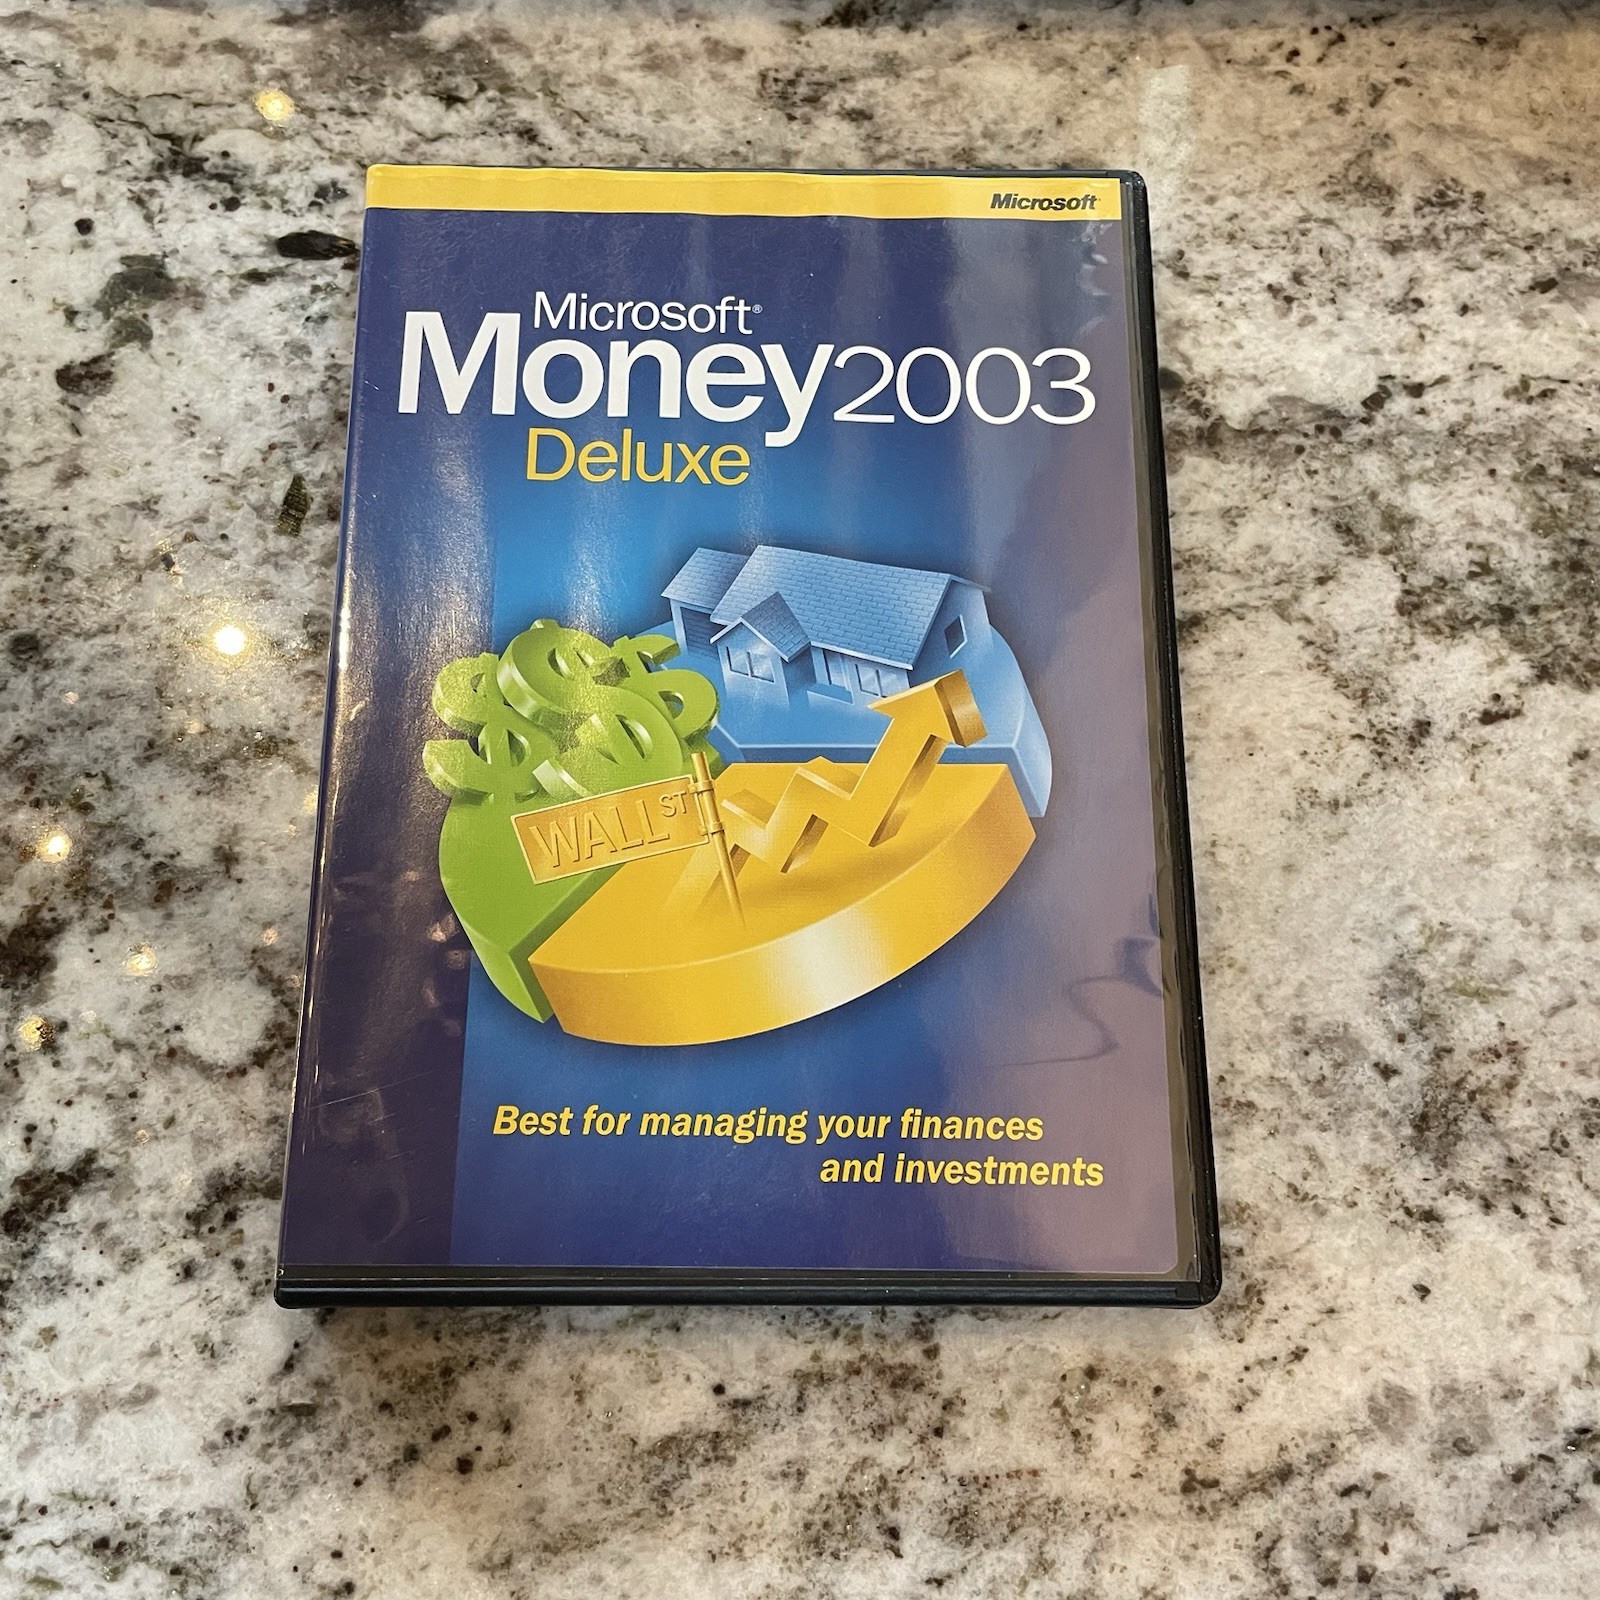 Microsoft
Microsoft®
Money2003
Deluxe
WALL ST
Best for managing your finances
and investments